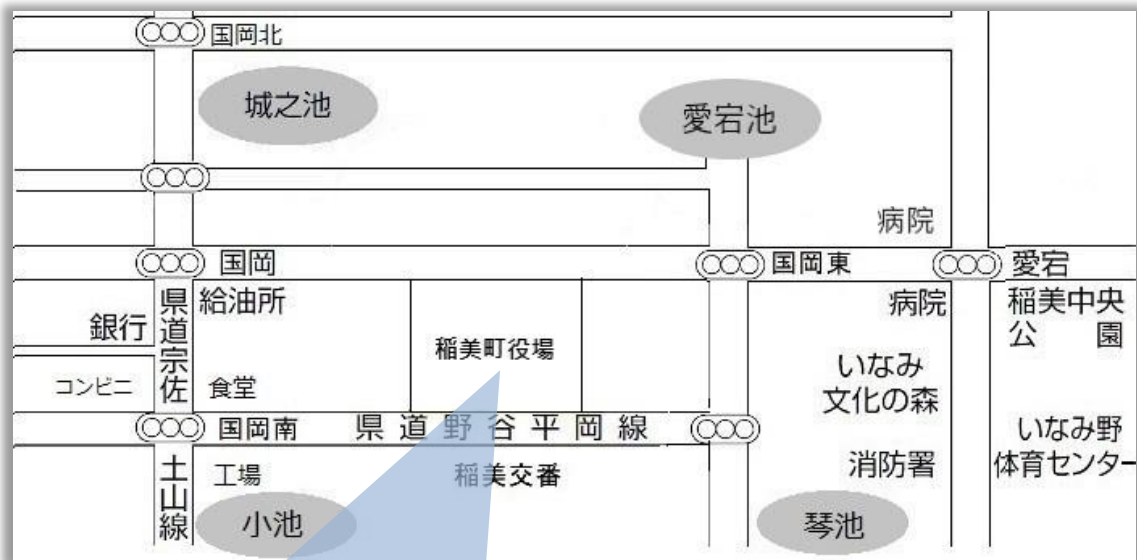 国岡北
城之池
愛宕池
病院
国岡
国岡東
愛宕
給油所
銀行
県道宗佐
土山線
稲美町役場
病院
稲美中央
公園
コンビニ
食堂
いなみ
文化の森
国岡南
県道野谷平岡線
いなみ野
体育センター
工場
稲美交番
消防署
小池
琴池